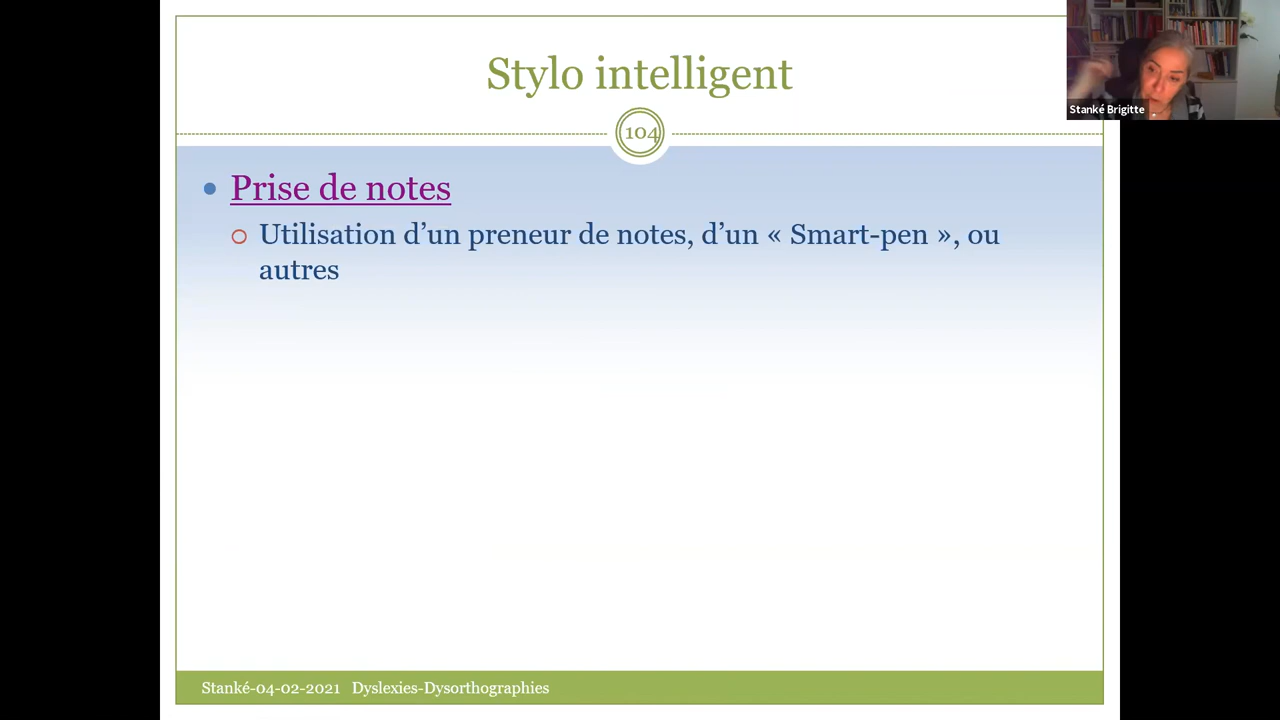 Stylo intelligent
Stanké Brigitte
104
Prise de notes
Utilisation d’un preneur de notes, d’un « Smart-pen », ou
autres
Stanké-04-02-2021 Dyslexies-Dysorthographies